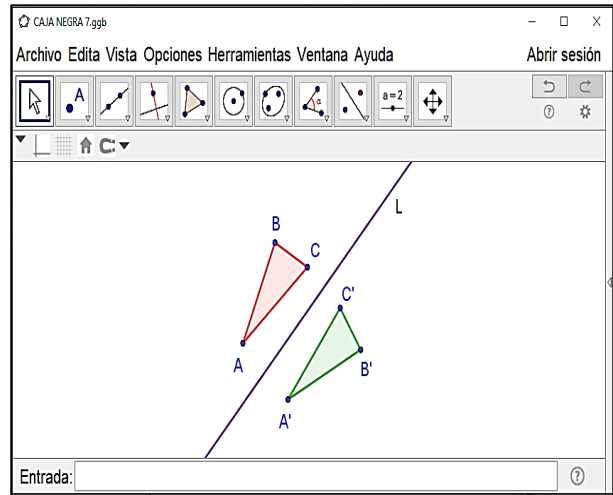 CAJA NEGRA 7.ggb
Archivo Edita Vista Opciones Herramientas Ventana Ayuda Abrir sesión
A α a=2
L
B
C
C'
A
B'
A'
Entrada: